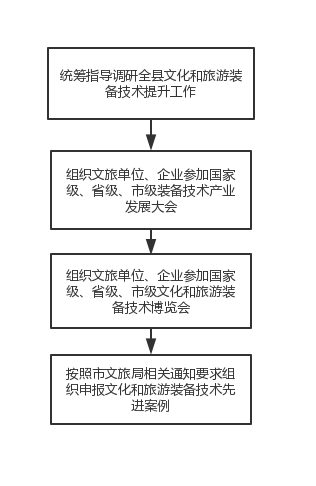 统筹指导调研全县文化和旅游装
备技术提升工作
组织文旅单位、企业参加国家
级、省级、市级装备技术产业
发展大会
组织文旅单位、企业参加国家
级、省级、市级文化和旅游装
备技术博览会
按照市文旅局相关通知要求组
织申报文化和旅游装备技术先
进案例